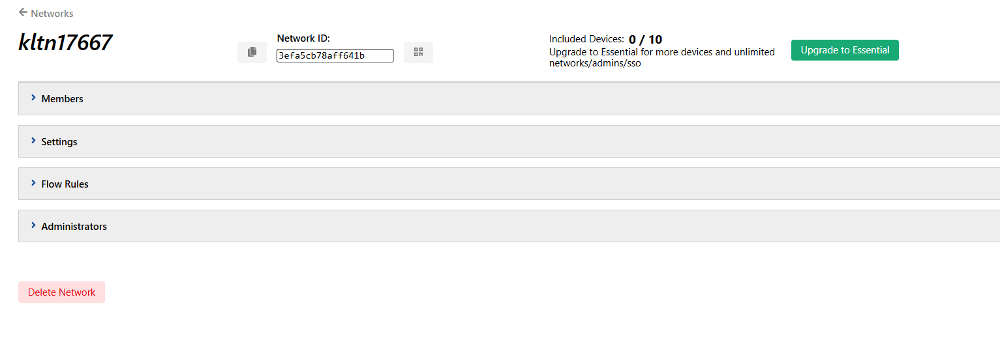 Networks
kltn17667
Network ID:
3efa5cb78aff641b
Included Devices: 0 / 10
Upgrade to Essential for more devices and unlimited
networks/admins/sso
Upgrade to Essential
Members
Settings
Flow Rules
Administrators
Delete Network